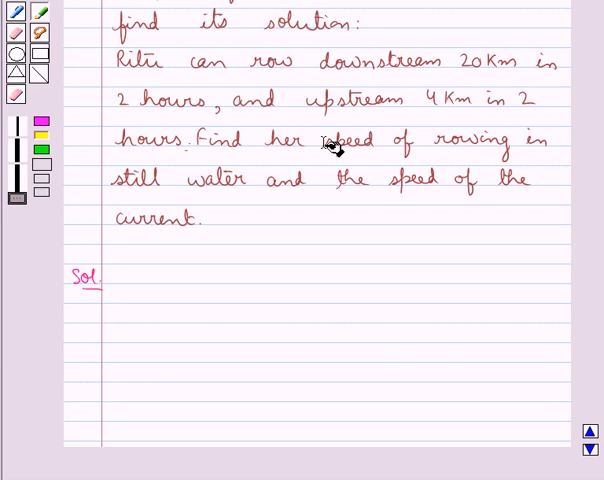 find its solution:
Ritu can row downstream 20 Km in
2 hours, and upstream 4 Km in 2
hours. Find her speed of rowing in
still water and the speed of the
current.
Sol.